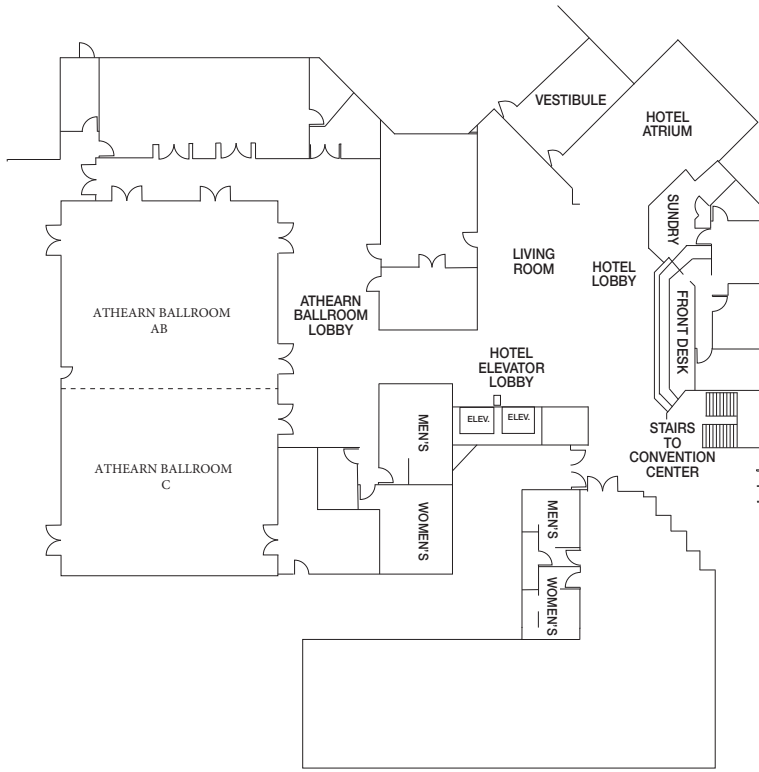 VESTIBULE
HOTEL
ATRIUM
SUNDRY
LIVING
ROOM
HOTEL
LOBBY
FRONT DESK
ATHEARN BALLROOM
AB
ATHEARN
BALLROOM
LOBBY
HOTEL
ELEVATOR
LOBBY
ELEV.
ELEV.
MEN'S
STAIRS
TO
CONVENTION
CENTER
ATHEARN BALLROOM
C
WOMEN'S
MEN'S
WOMEN'S